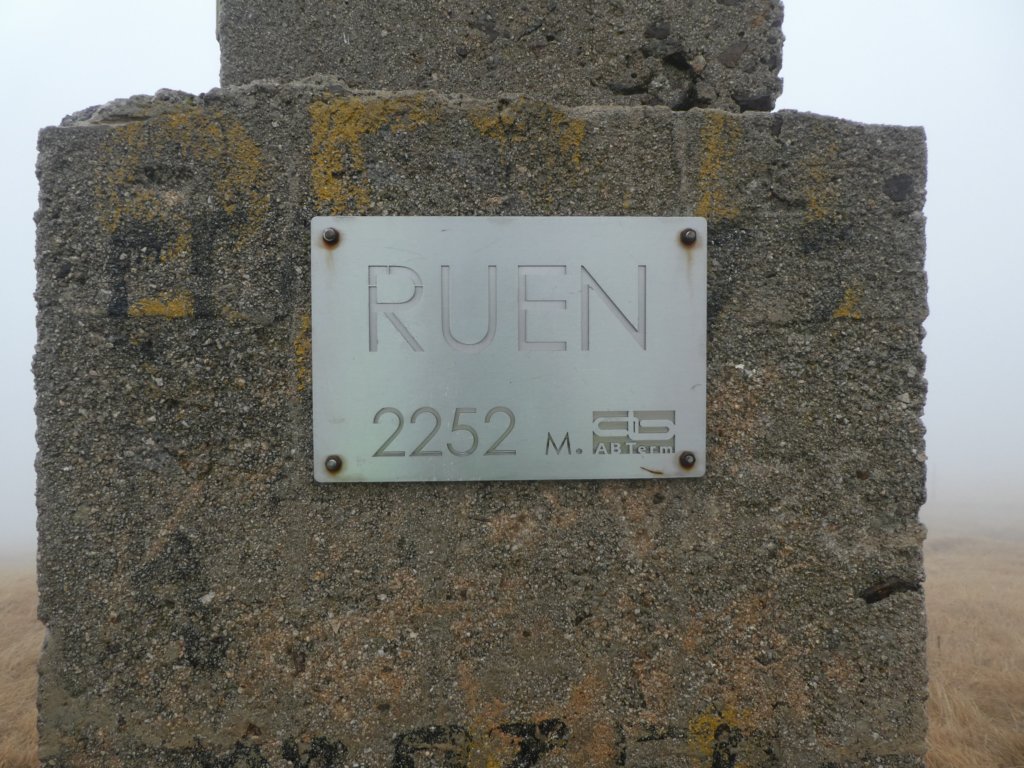 RUEN
2252 M.
ABTerm